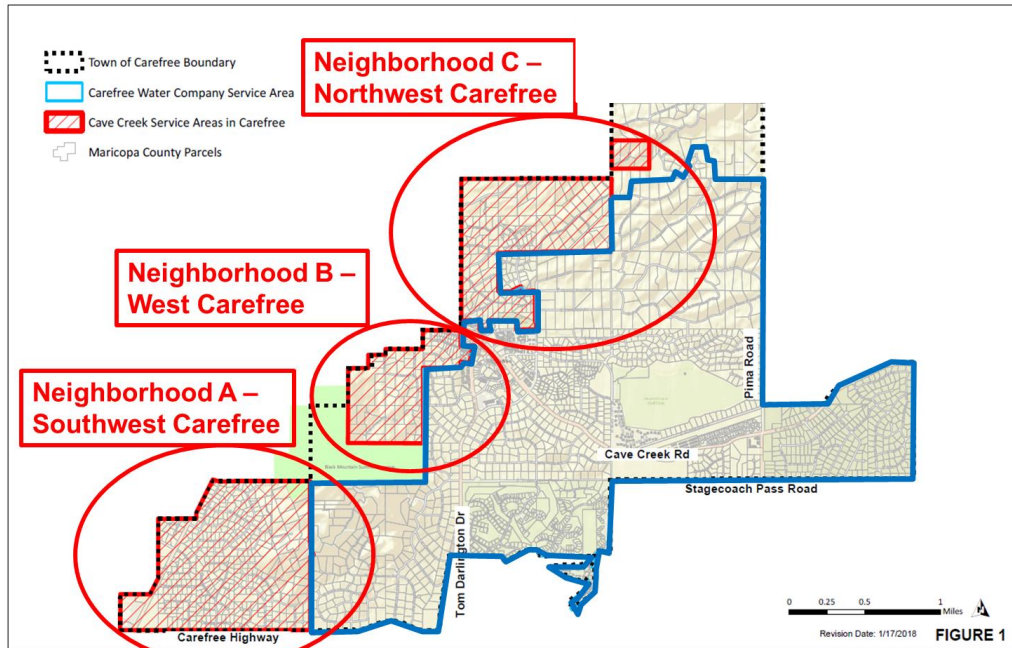 Town of Carefree Boundary
Carefree Water Company Service Area
Cave Creek Service Areas in Carefree
Maricopa County Parcels
Neighborhood C –
Northwest Carefree
Neighborhood B –
West Carefree
Neighborhood A –
Southwest Carefree
Pima Road
Cave Creek Rd
Stagecoach Pass Road
Tom Darlington Dr
Carefree Highway
0 0.25 0.5 1
Miles
Revision Date: 1/17/2018
FIGURE 1